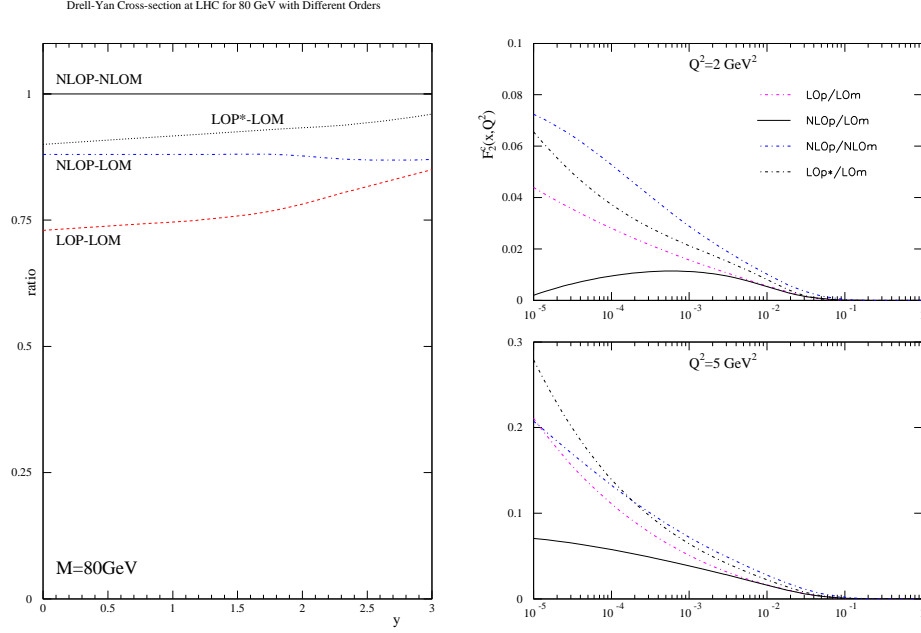 Drell-Yan Cross-section at LHC for 80 GeV with Different Orders
NLOP-NLOM
LOP*-LOM
NLOP-LOM
LOP-LOM
M=80GeV
ratio
1
0.75
0.5
0.25
0
0 0.5 1 1.5 2 2.5 3
y
Q^2=2 GeV^2
LOp/LOm
NLOp/LOm
NLOp/NLOm
LOp*/LOm
F_2^c(x,Q^2)
0.1
0.08
0.06
0.04
0.02
0
10^-5 10^-4 10^-3 10^-2 10^-1 1
Q^2=5 GeV^2
0.3
0.2
0.1
0
10^-5 10^-4 10^-3 10^-2 10^-1 1